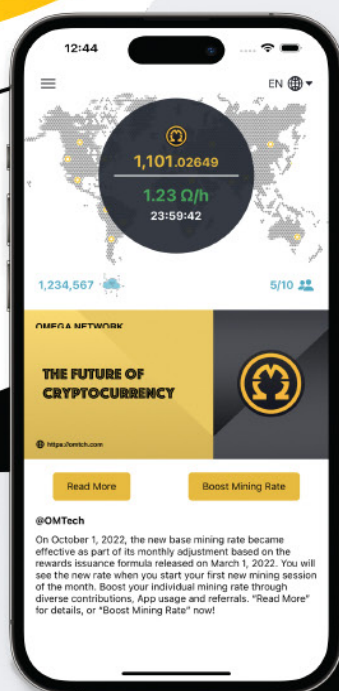 12:44
EN
1,101.02649
1.23 Ω/h
23:59:42
1,234,567
5/10
OMEGA NETWORK
THE FUTURE OF
CRYPTOCURRENCY
https://omtch.com
Read More
Boost Mining Rate
@OMTech
On October 1, 2022, the new base mining rate became
effective as part of its monthly adjustment based on the
rewards issuance formula released on March 1, 2022. You will
see the new rate when you start your first new mining session
of the month. Boost your individual mining rate through
diverse contributions, App usage and referrals. “Read More”
for details, or “Boost Mining Rate” now!